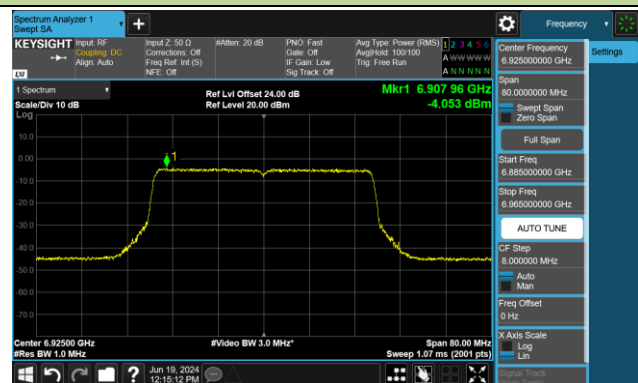 Spectrum Analyzer 1
Swept SA
Frequency
KEYSIGHT
Input: RF
Coupling: DC
Align: Auto
Input Z: 50 Ω
Corrections: Off
Freq Ref: Int (S)
NFE: Off
#Atten: 20 dB
PNO: Fast
Gate: Off
IF Gain: Low
Sig Track: Off
Avg Type: Power (RMS)
Avg|Hold: 100/100
Trig: Free Run
1 2 3 4 5 6
A W W W W W
A N N N N N
LXI
1 Spectrum
Scale/Div 10 dB
Log
Ref Lvl Offset 24.00 dB
Ref Level 20.00 dBm
Mkr1 6.907 96 GHz
-4.053 dBm
1
10.0
0.00
-10.0
-20.0
-30.0
-40.0
-50.0
-60.0
-70.0
Center 6.92500 GHz
#Res BW 1.0 MHz
#Video BW 3.0 MHz*
Span 80.00 MHz
Sweep 1.07 ms (2001 pts)
Center Frequency
6.925000000 GHz
Settings
Span
80.0000000 MHz
Swept Span
Zero Span
Full Span
Start Freq
6.885000000 GHz
Stop Freq
6.965000000 GHz
AUTO TUNE
CF Step
8.000000 MHz
Auto
Man
Freq Offset
0 Hz
X Axis Scale
Log
Lin
Signal Track
Jun 19, 2024
12:15:12 PM